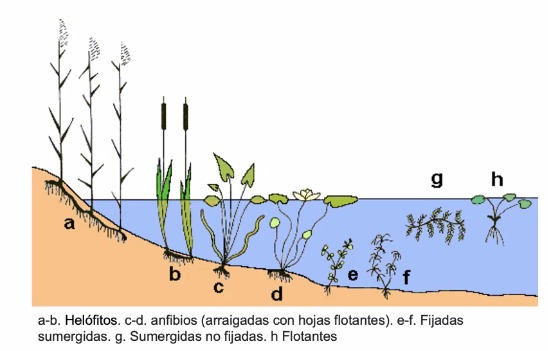 g h
a
b
c d e f
a-b. Helófitos. c-d. anfibios (arraigadas con hojas flotantes). e-f. Fijadas
sumergidas. g. Sumergidas no fijadas. h Flotantes